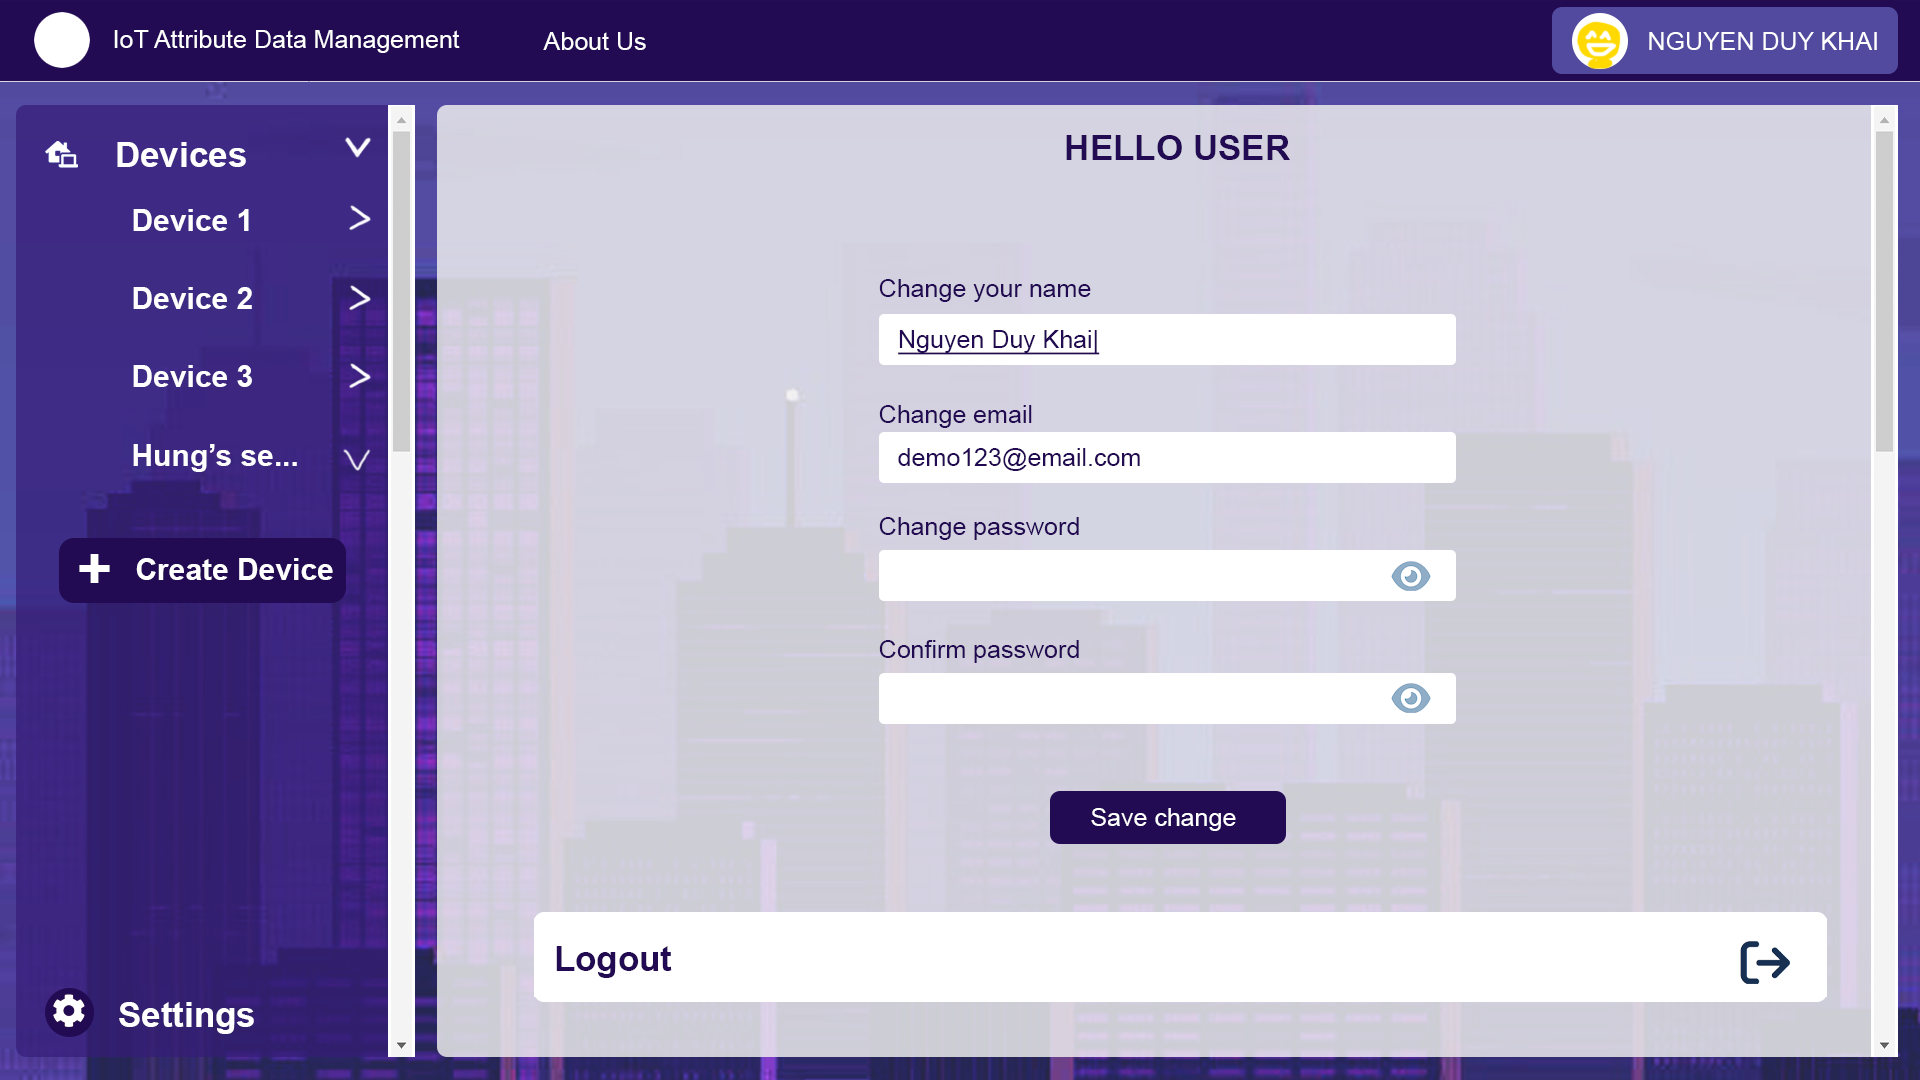 IoT Attribute Data Management
About Us
NGUYEN DUY KHAI
Devices
Device 1
Device 2
Device 3
Hung’s se...
Create Device
Settings
HELLO USER
Change your name
Nguyen Duy Khai
Change email
demo123@email.com
Change password
Confirm password
Save change
Logout